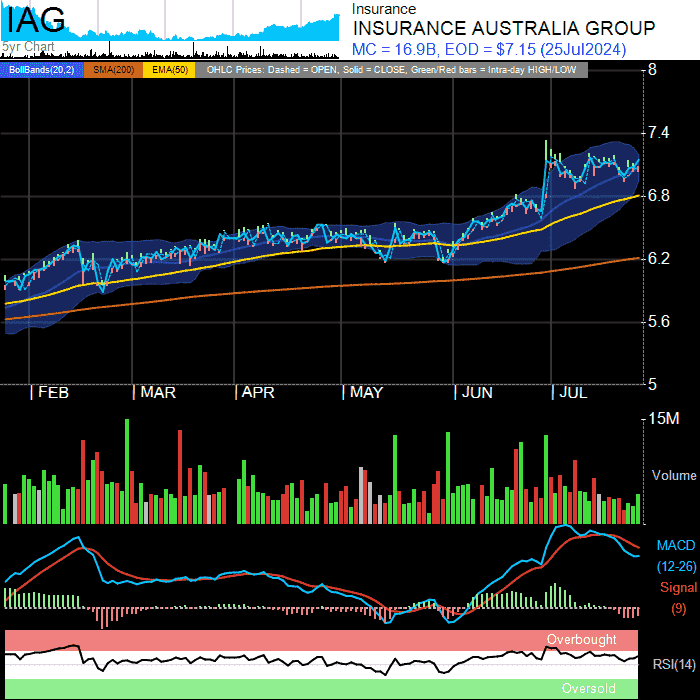 IAG
5yr Chart
Insurance
INSURANCE AUSTRALIA GROUP
MC = 16.9B, EOD = $7.15 (25Jul2024)
BollBands(20,2) SMA(200) EMA(50) OHLC Prices: Dashed = OPEN, Solid = CLOSE, Green/Red bars = Intra-day HIGH/LOW
8
7.4
6.8
6.2
5.6
5
FEB MAR APR MAY JUN JUL
15M
Volume
MACD
(12-26)
Signal
(9)
Overbought
RSI(14)
Oversold